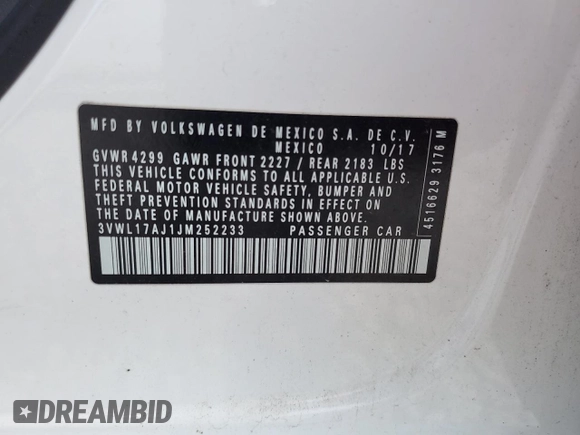 MFD BY VOLKSWAGEN DE MEXICO S.A. DE C.V.
MEXICO 10/17
GVWR 4299 GAWR FRONT 2227 / REAR 2183 LBS
THIS VEHICLE CONFORMS TO ALL APPLICABLE U.S.
FEDERAL MOTOR VEHICLE SAFETY, BUMPER AND
THEFT PREVENTION STANDARDS IN EFFECT ON
THE DATE OF MANUFACTURE SHOWN ABOVE.
3VWL17AJ1JM252233 PASSENGER CAR
4516629 3176 M
DREAMBID